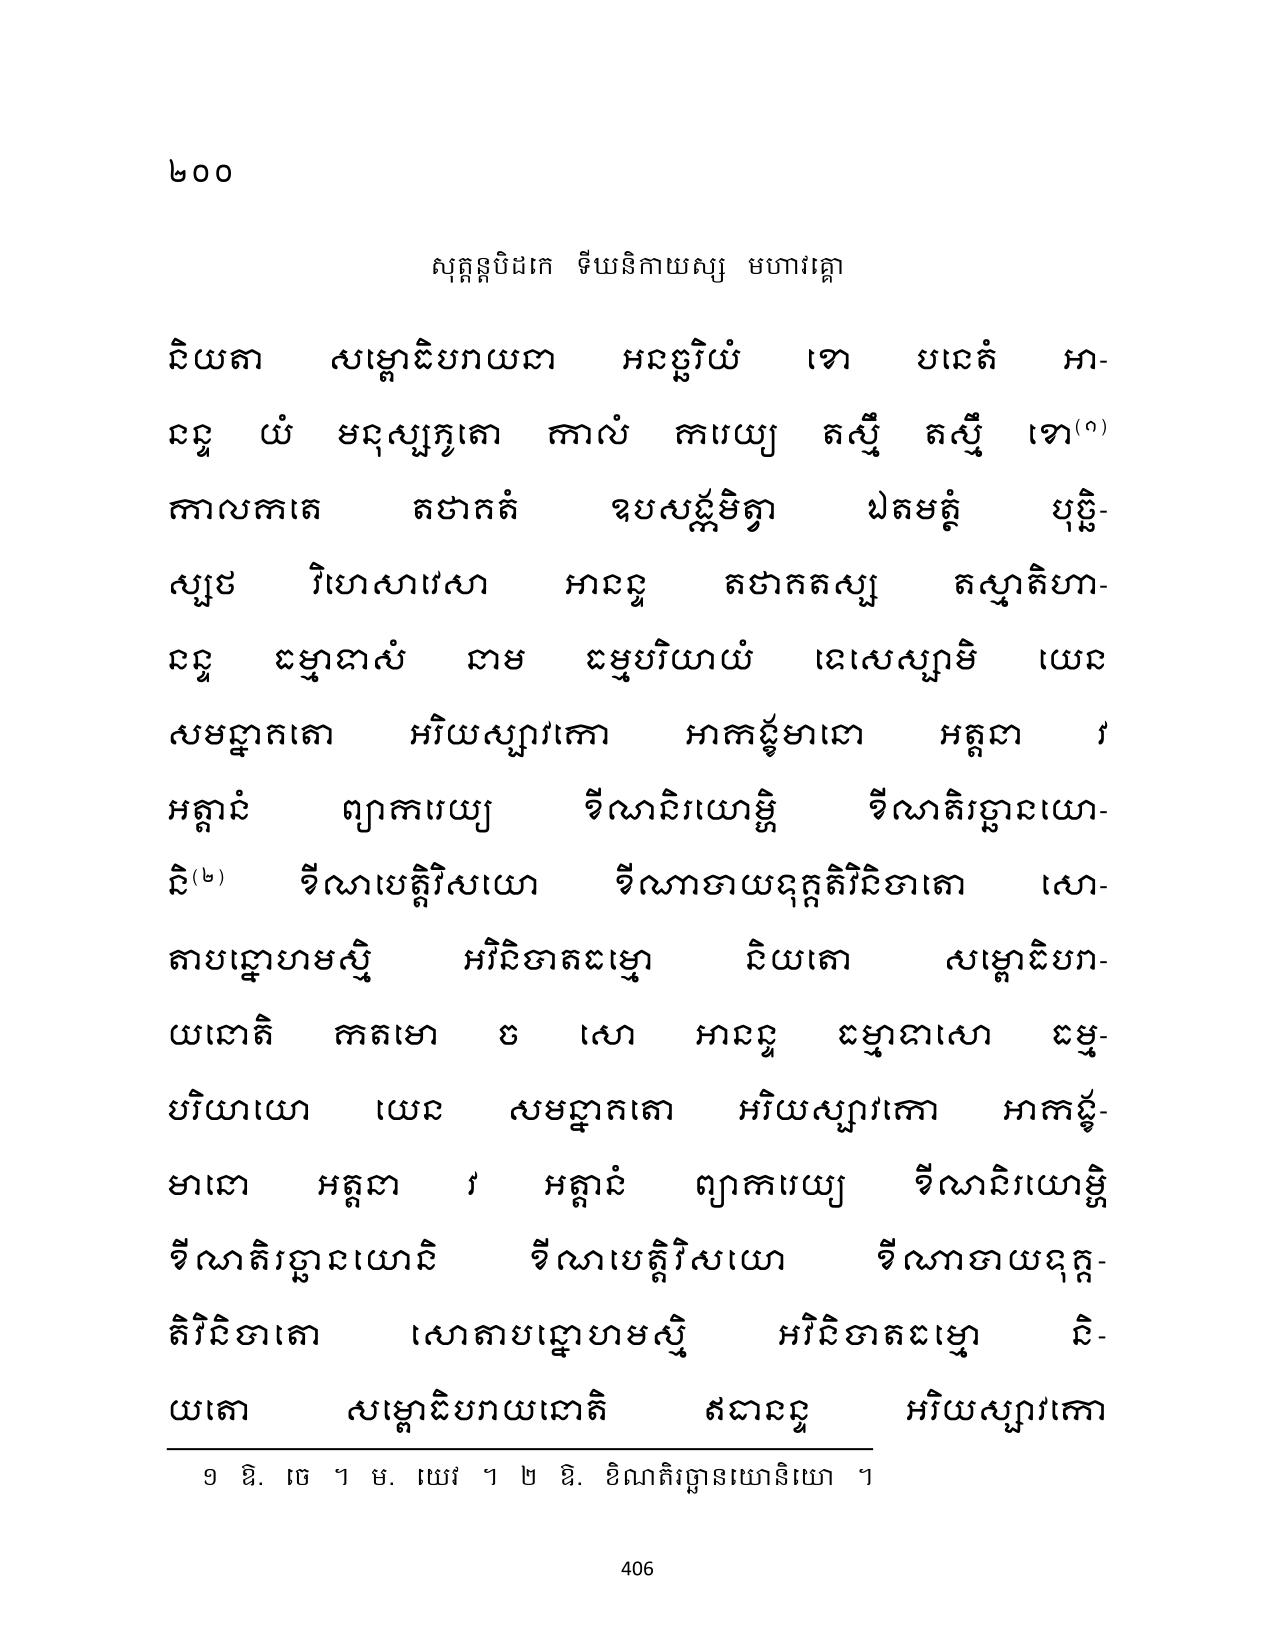 ២០០
សុត្តន្តបិដកេ ទីឃនិកាយស្ស មហាវគ្គោ
និយតា សម្ពោធិបរាយនា អនច្ឆរិយំ ខោ បនេតំ អា-
នន្ទ យំ មនុស្សភូតោ កាលំ ករេយ្យ តស្មឹ តស្មឹ ខោ(១)
កាលកតេ តថាគតំ ឧបសង្កមិត្វា ឯតមត្ថំ បុច្ឆិ-
ស្សថ វិហេសាវេសា អានន្ទ តថាគតស្ស តស្មាតិហា-
នន្ទ ធម្មាទាសំ នាម ធម្មបរិយាយំ ទេសេស្សាមិ យេន
សមន្នាគតោ អរិយស្សាវកោ អាកង្ខមានោ អត្តនា វ
អត្តានំ ព្យាករេយ្យ ខីណនិរយោម្ហិ ខីណតិរច្ឆានយោ-
និ(២) ខីណបេត្តិវិសយោ ខីណាបាយទុគ្គតិវិនិបាតោ សោ-
តាបន្នោហមស្មិ អវិនិបាតធម្មោ និយតោ សម្ពោធិបរា-
យនោតិ កតមោ ច សោ អានន្ទ ធម្មាទាសោ ធម្ម-
បរិយាយោ យេន សមន្នាគតោ អរិយស្សាវកោ អាកង្ខ-
មានោ អត្តនា វ អត្តានំ ព្យាករេយ្យ ខីណនិរយោម្ហិ
ខីណតិរច្ឆានយោនិ ខីណបេត្តិវិសយោ ខីណាបាយទុគ្គ-
តិវិនិបាតោ សោតាបន្នោហមស្មិ អវិនិបាតធម្មោ និ-
យតោ សម្ពោធិបរាយនោតិ ឥធានន្ទ អរិយស្សាវកោ
១ ឱ. ចេ ។ ម. យេវ ។ ២ ឱ. ខិណតិរច្ឆានយោនិយោ ។
406